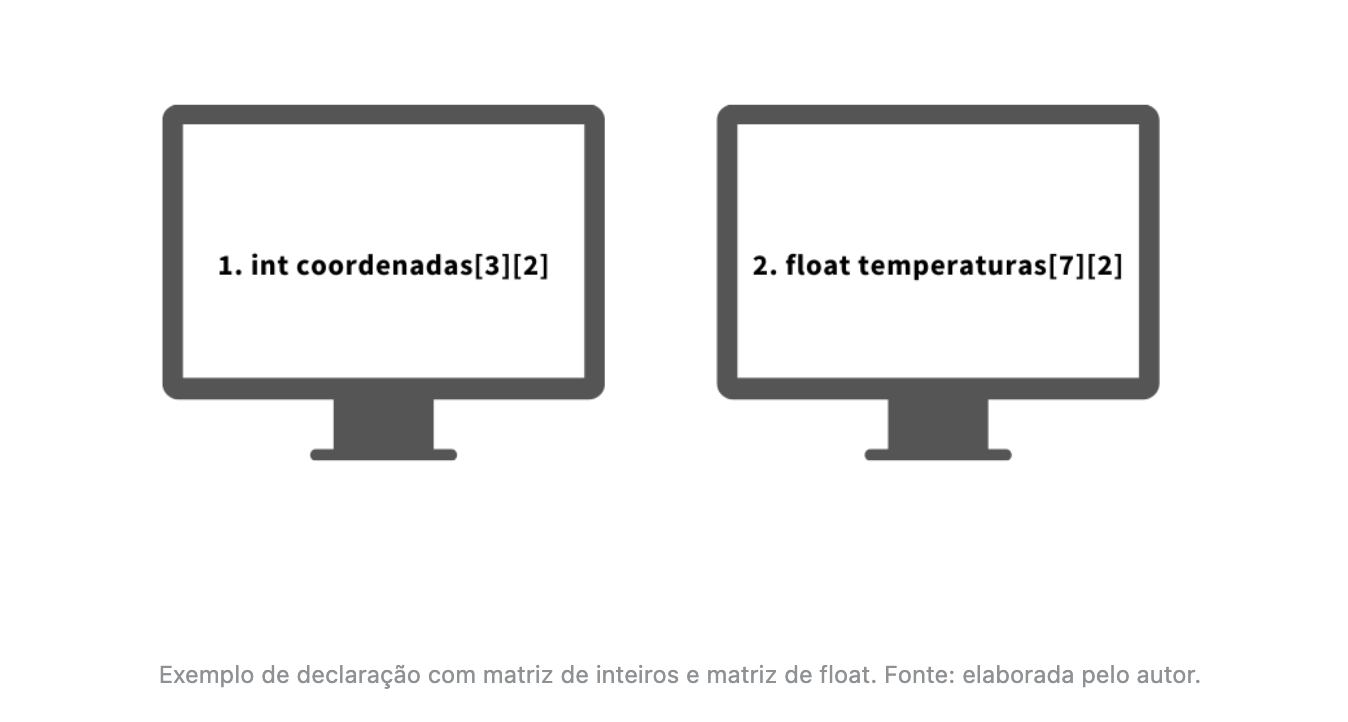 1. int coordenadas[3][2]
2. float temperaturas[7][2]
Exemplo de declaração com matriz de inteiros e matriz de float. Fonte: elaborada pelo autor.